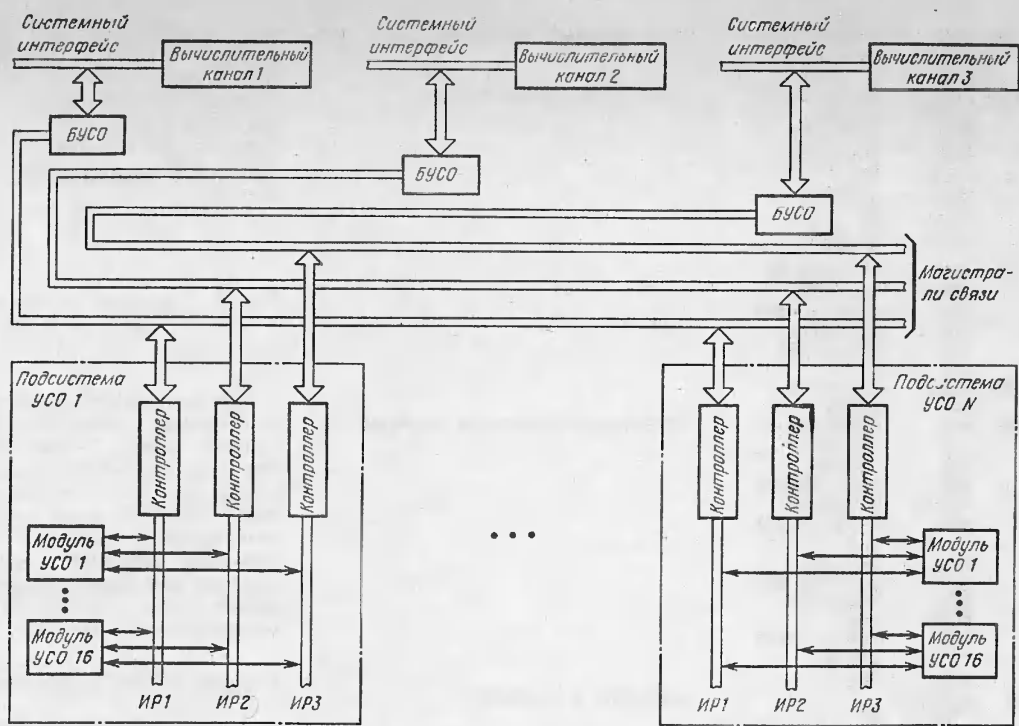 Системный
интерфейс
Вычислительный
канал 1
Системный
интерфейс
Вычислительный
канал 2
Системный
интерфейс
Вычислительный
канал 3
БУСО
БУСО
БУСО
Магистра-
ли связи
Подсистема
УСО 1
Контроллер
Контроллер
Контроллер
Модуль
УСО 1
Модуль
УСО 16
ИР1
ИР2
ИР3
...
Подсистема
УСО N
Контроллер
Контроллер
Контроллер
Модуль
УСО 1
Модуль
УСО 16
ИР1
ИР2
ИР3